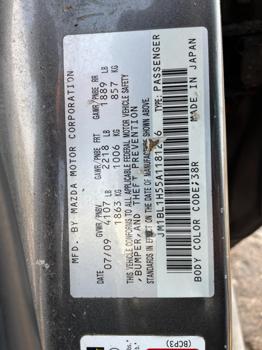 MFD. BY MAZDA MOTOR CORPORATION
DATE GVWR/PNBV GAWR/PNBE FRT GAWR/PNBE RR
07/09 4107 LB 2218 LB 1889 LB
1863 KG 1006 KG 857 KG
THIS VEHICLE CONFORMS TO ALL APPLICABLE FEDERAL MOTOR VEHICLE SAFETY
,BUMPER,AND THEFT PREVENTION
STANDARDS IN EFFECT ON THE DATE OF MANUFACTURE SHOWN ABOVE.
TYPE:PASSENGER
BODY COLOR CODE:38R MADE IN JAPAN
(BCP3)